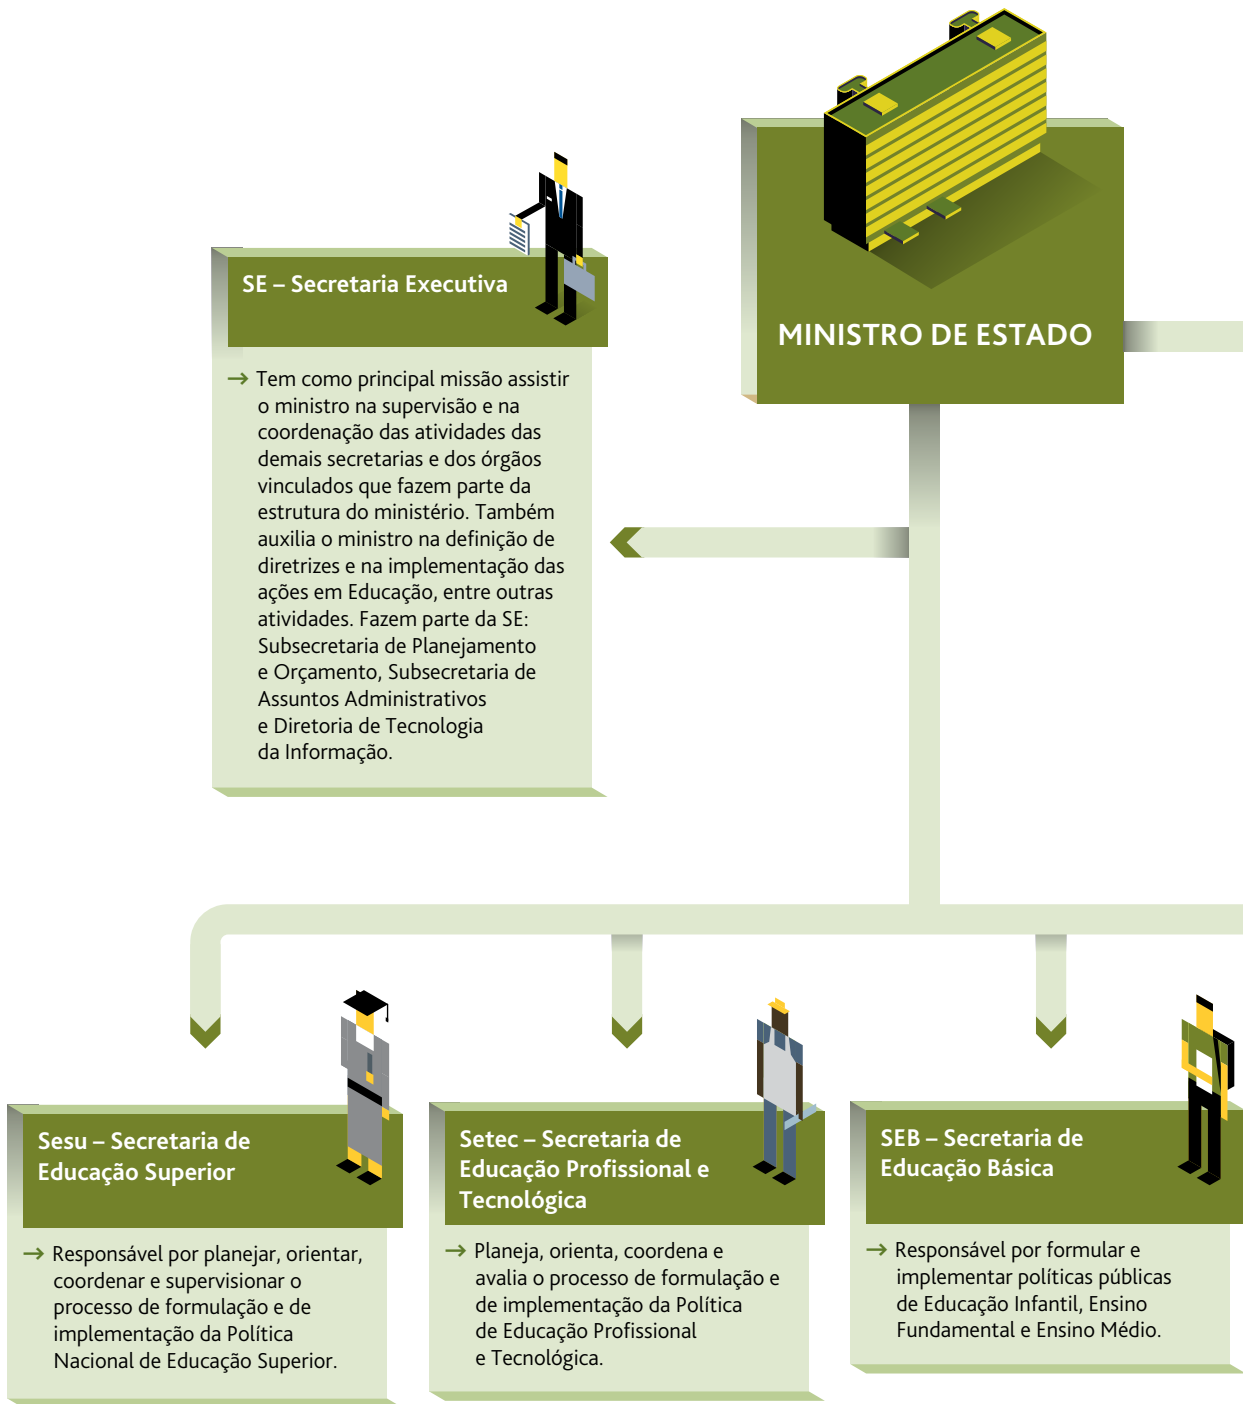 MINISTRO DE ESTADO
SE – Secretaria Executiva
→ Tem como principal missão assistir
o ministro na supervisão e na
coordenação das atividades das
demais secretarias e dos órgãos
vinculados que fazem parte da
estrutura do ministério. Também
auxilia o ministro na definição de
diretrizes e na implementação das
ações em Educação, entre outras
atividades. Fazem parte da SE:
Subsecretaria de Planejamento
e Orçamento, Subsecretaria de
Assuntos Administrativos
e Diretoria de Tecnologia
da Informação.
Sesu – Secretaria de
Educação Superior
→ Responsável por planejar, orientar,
coordenar e supervisionar o
processo de formulação e de
implementação da Política
Nacional de Educação Superior.
Setec – Secretaria de
Educação Profissional e
Tecnológica
→ Planeja, orienta, coordena e
avalia o processo de formulação e
de implementação da Política
de Educação Profissional
e Tecnológica.
SEB – Secretaria de
Educação Básica
→ Responsável por formular e
implementar políticas públicas
de Educação Infantil, Ensino
Fundamental e Ensino Médio.